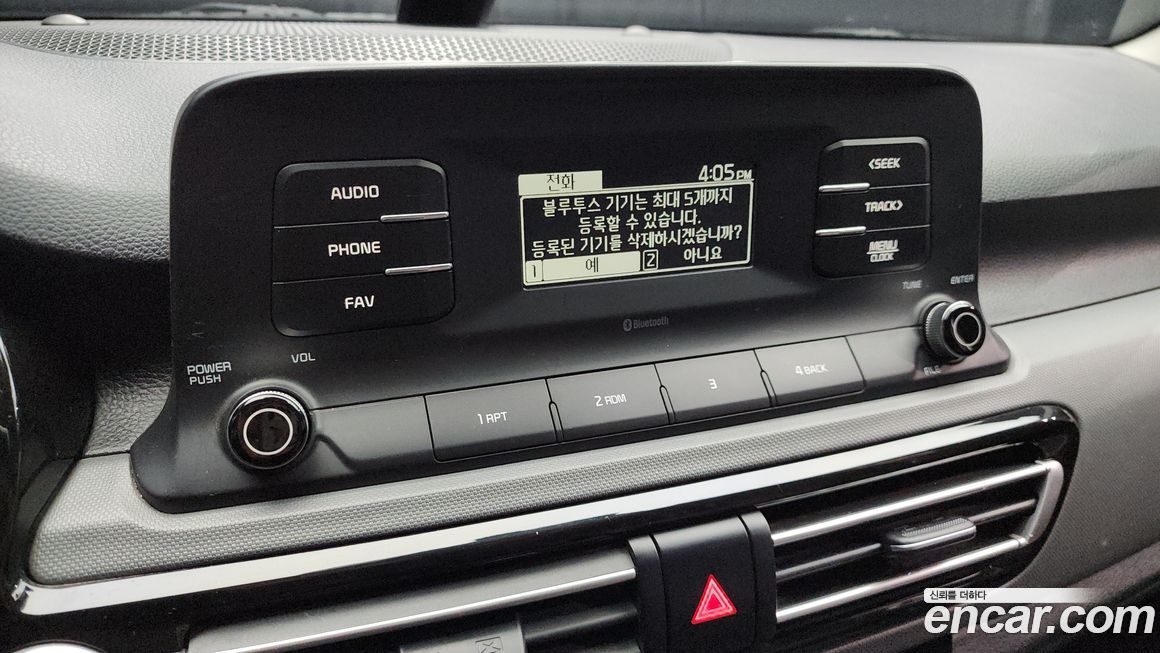 전화
4:05 PM
블루투스 기기는 최대 5개까지
등록할 수 있습니다.
등록된 기기를 삭제하시겠습니까?
1 예 2 아니요
AUDIO
PHONE
FAV
<SEEK
TRACK>
MENU
CLOCK
Bluetooth
TUNE
ENTER
FILE
POWER
PUSH
VOL
1 RPT
2 RDM
3
4 BACK
신뢰를 더하다
encar.com